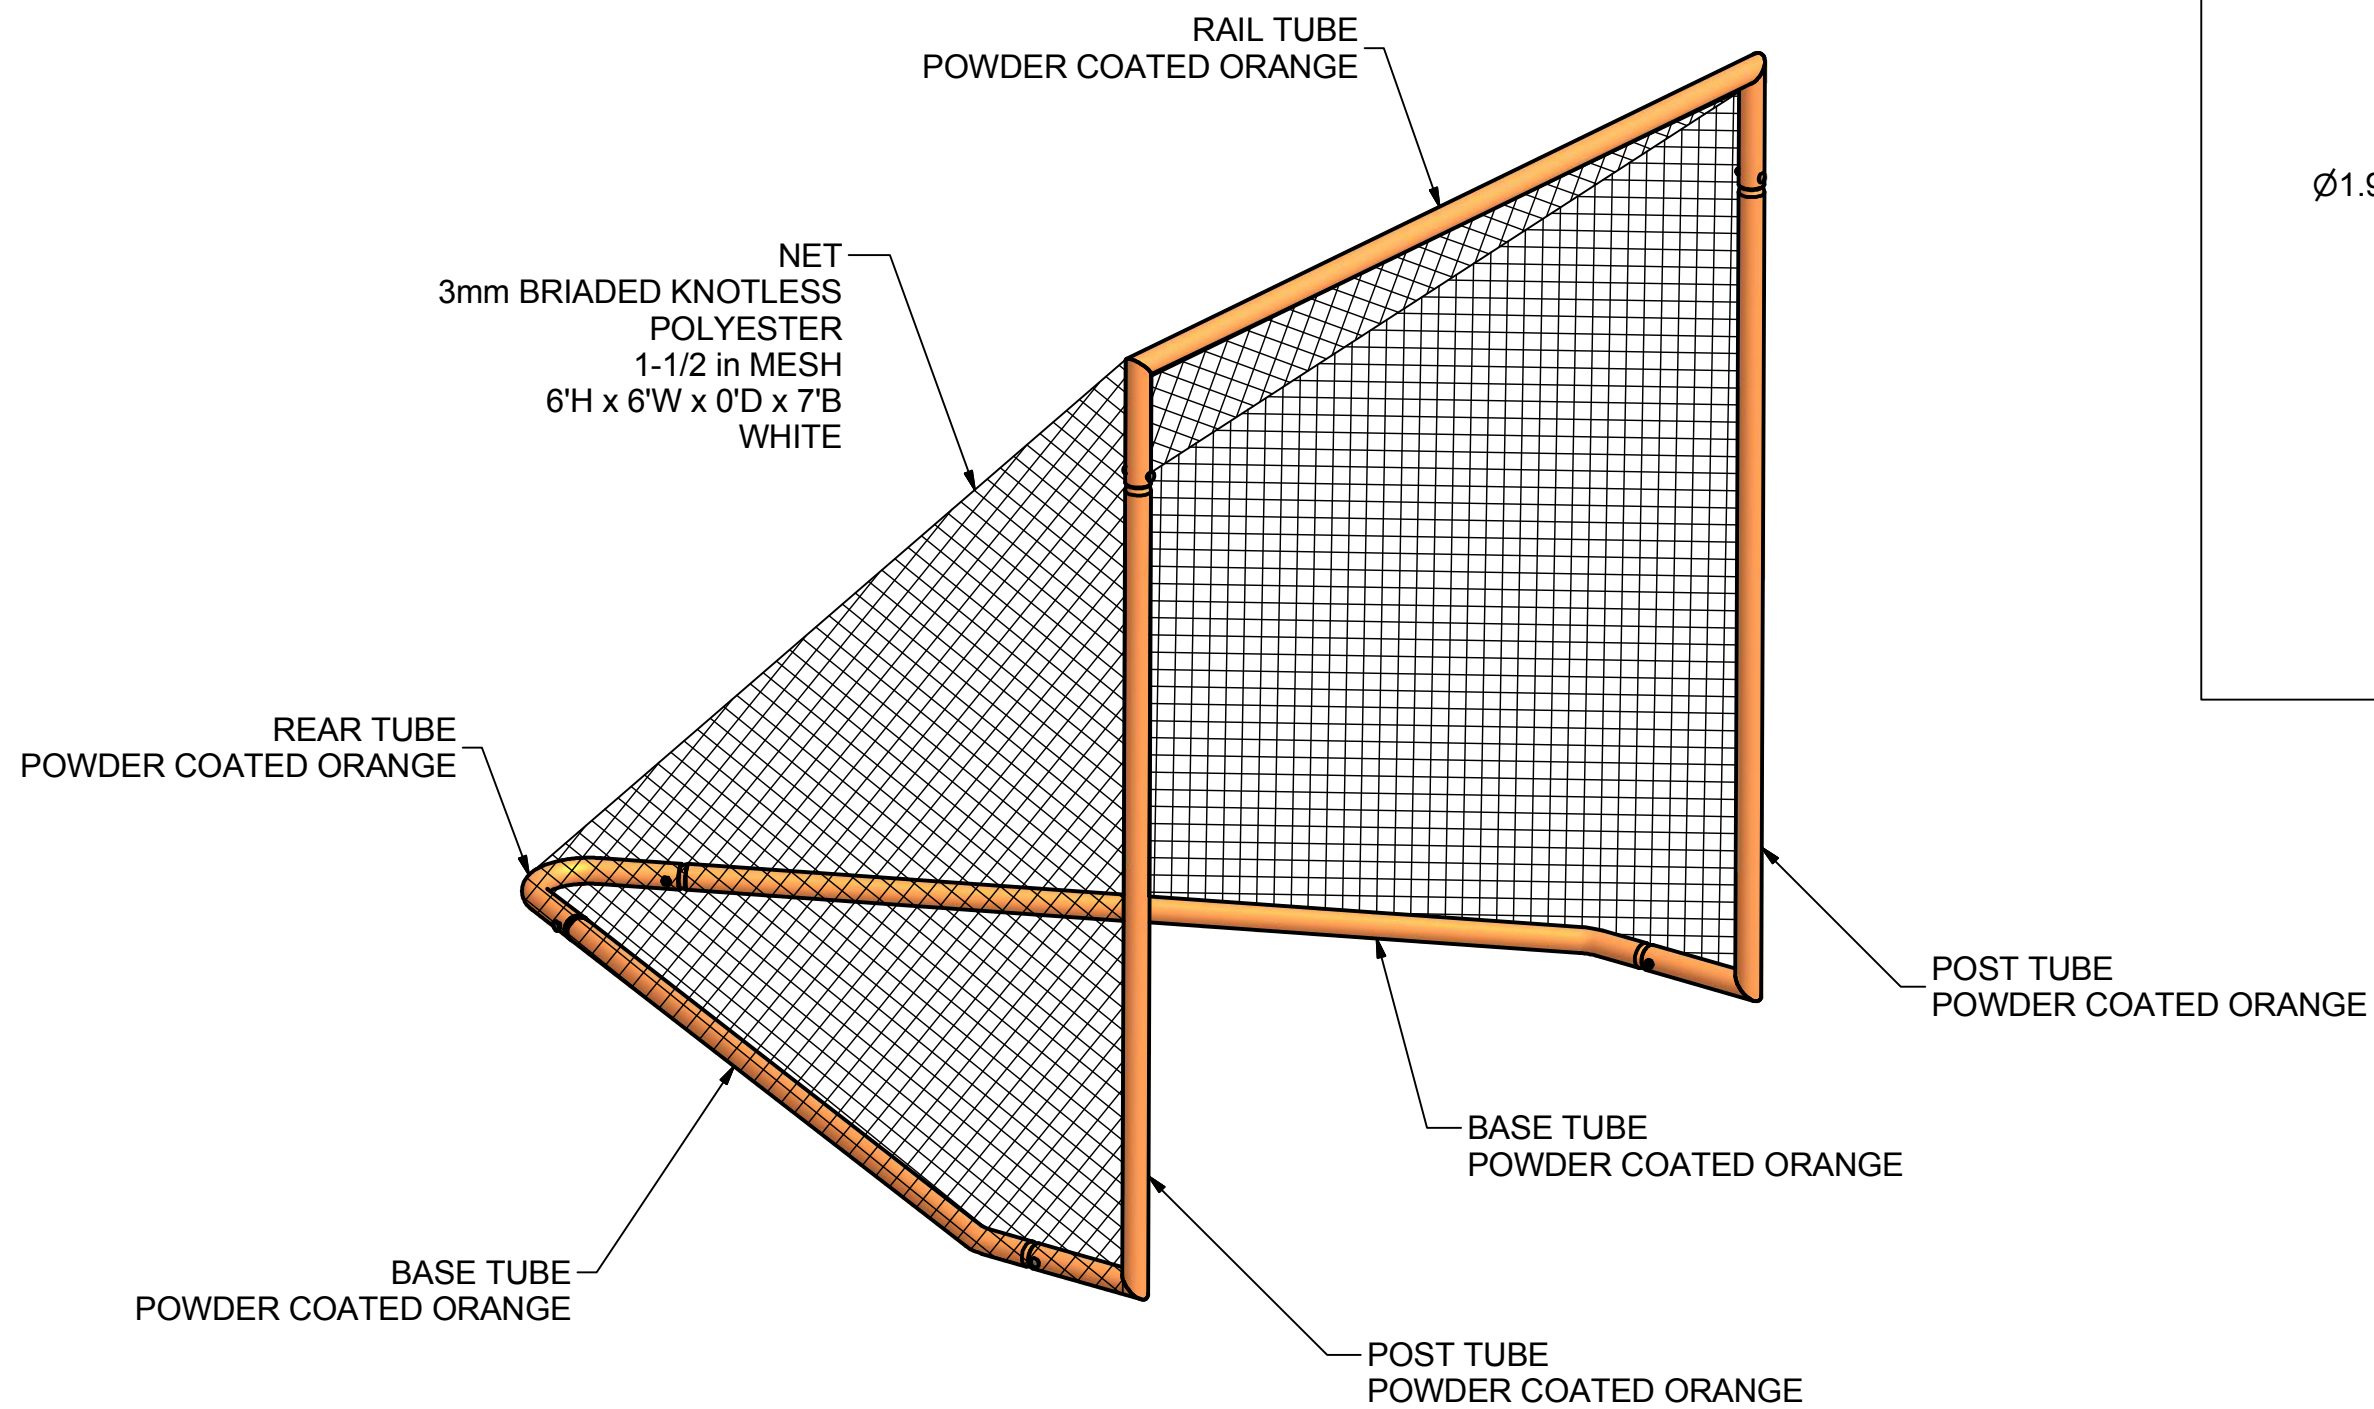 RAIL TUBE
POWDER COATED ORANGE
Ø1.9
NET
3mm BRIADED KNOTLESS
POLYESTER
1-1/2 in MESH
6'H x 6'W x 0'D x 7'B
WHITE
REAR TUBE
POWDER COATED ORANGE
POST TUBE
POWDER COATED ORANGE
BASE TUBE
POWDER COATED ORANGE
BASE TUBE
POWDER COATED ORANGE
POST TUBE
POWDER COATED ORANGE